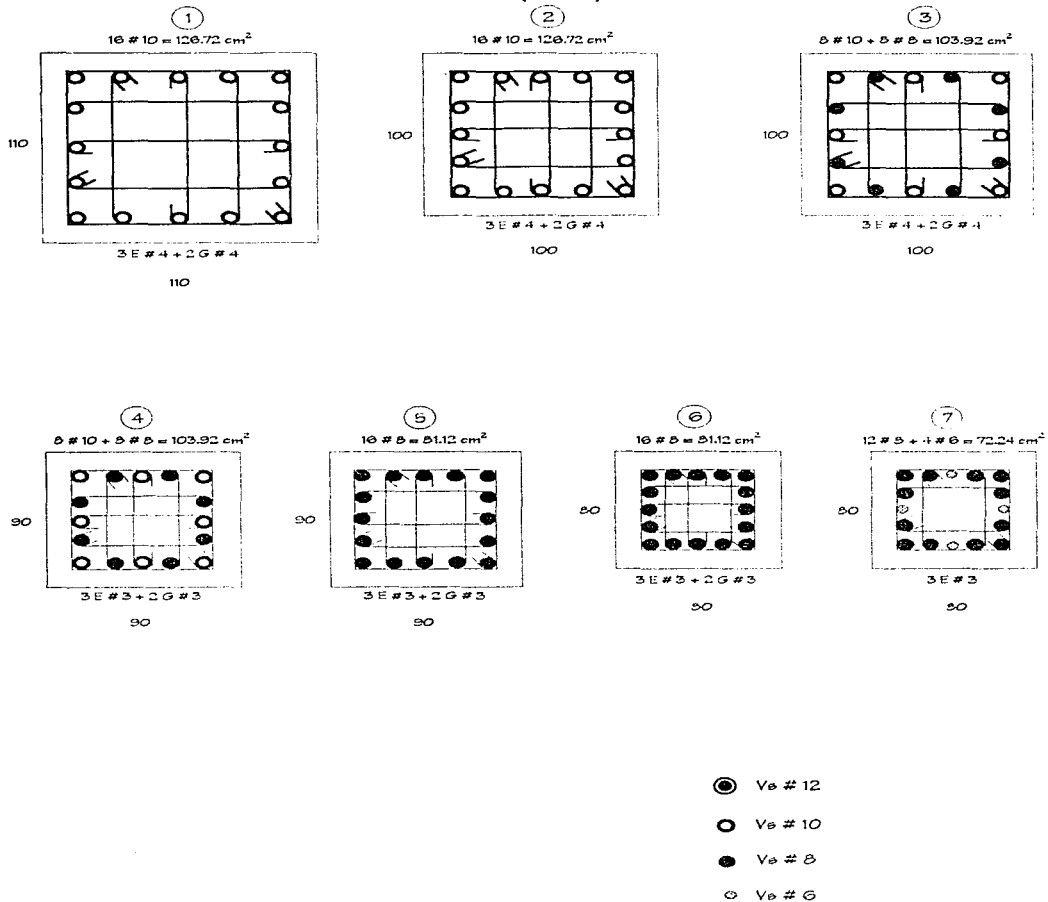 1
16 # 10 = 126.72 cm²
110
3 E # 4 + 2 G # 4
110
2
16 # 10 = 126.72 cm²
100
3 E # 4 + 2 G # 4
100
3
8 # 10 + 8 # 8 = 103.92 cm²
100
3 E # 4 + 2 G # 4
100
4
8 # 10 + 8 # 8 = 103.92 cm²
90
3 E # 3 + 2 G # 3
90
5
16 # 8 = 81.12 cm²
90
3 E # 3 + 2 G # 3
90
6
16 # 8 = 81.12 cm²
80
3 E # 3 + 2 G # 3
80
7
12 # 8 + 4 # 6 = 72.24 cm²
80
3 E # 3
80
Vs # 12
Vs # 10
Vs # 8
Vs # 6